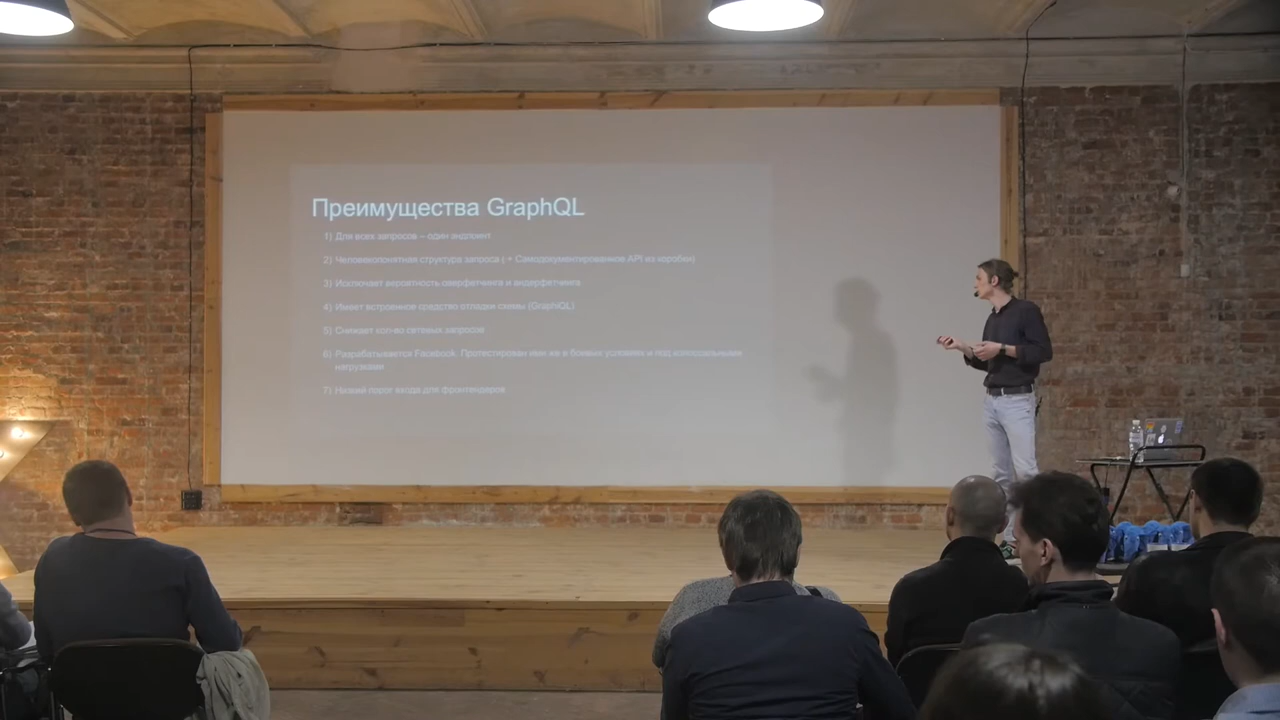 Преимущества GraphQL
1) Для всех запросов – один эндпоинт
2) Человекопонятная структура запроса ( + Самодокументированное API из коробки)
3) Исключает вероятность оверфетчинга и андерфетчинга
4) Имеет встроенное средство отладки схемы (GraphiQL)
5) Снижает кол-во сетевых запросов
6) Разрабатывается Facebook. Протестирован ими же в боевых условиях и под колоссальными
нагрузками
7) Низкий порог входа для фронтендеров